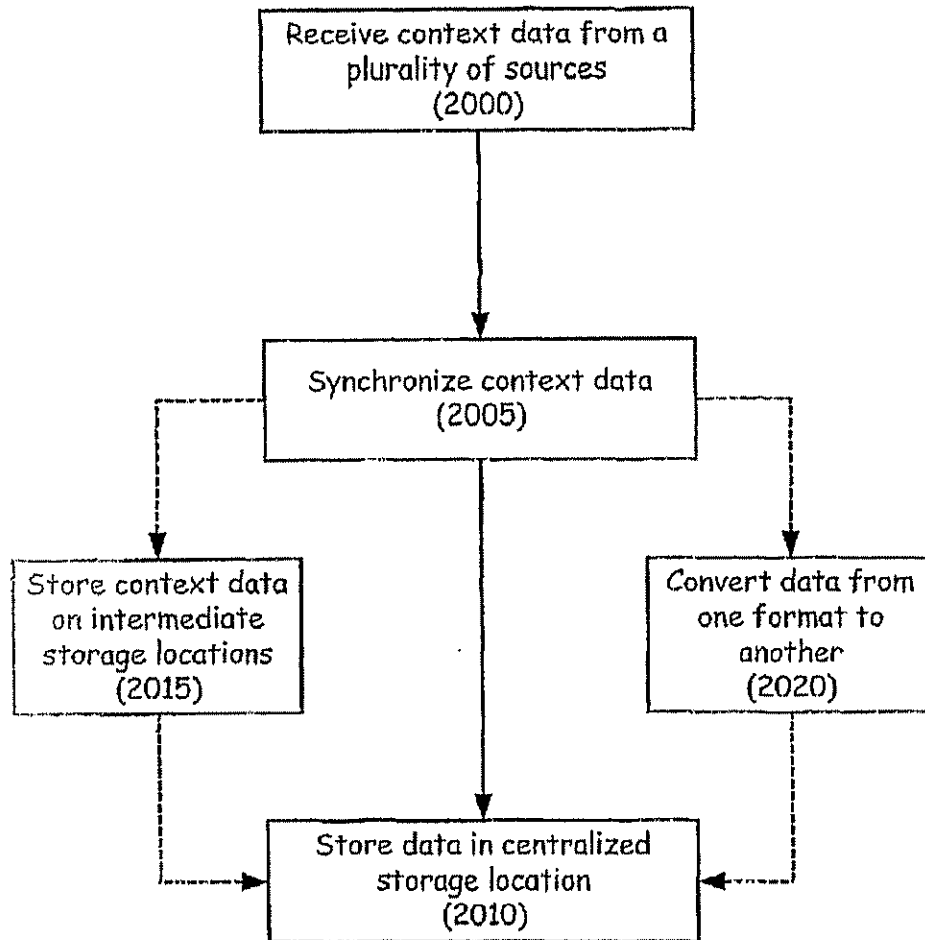 Receive context data from a
plurality of sources
(2000)
Synchronize context data
(2005)
Store context data
on intermediate
storage locations
(2015)
Convert data from
one format to
another
(2020)
Store data in centralized
storage location
(2010)